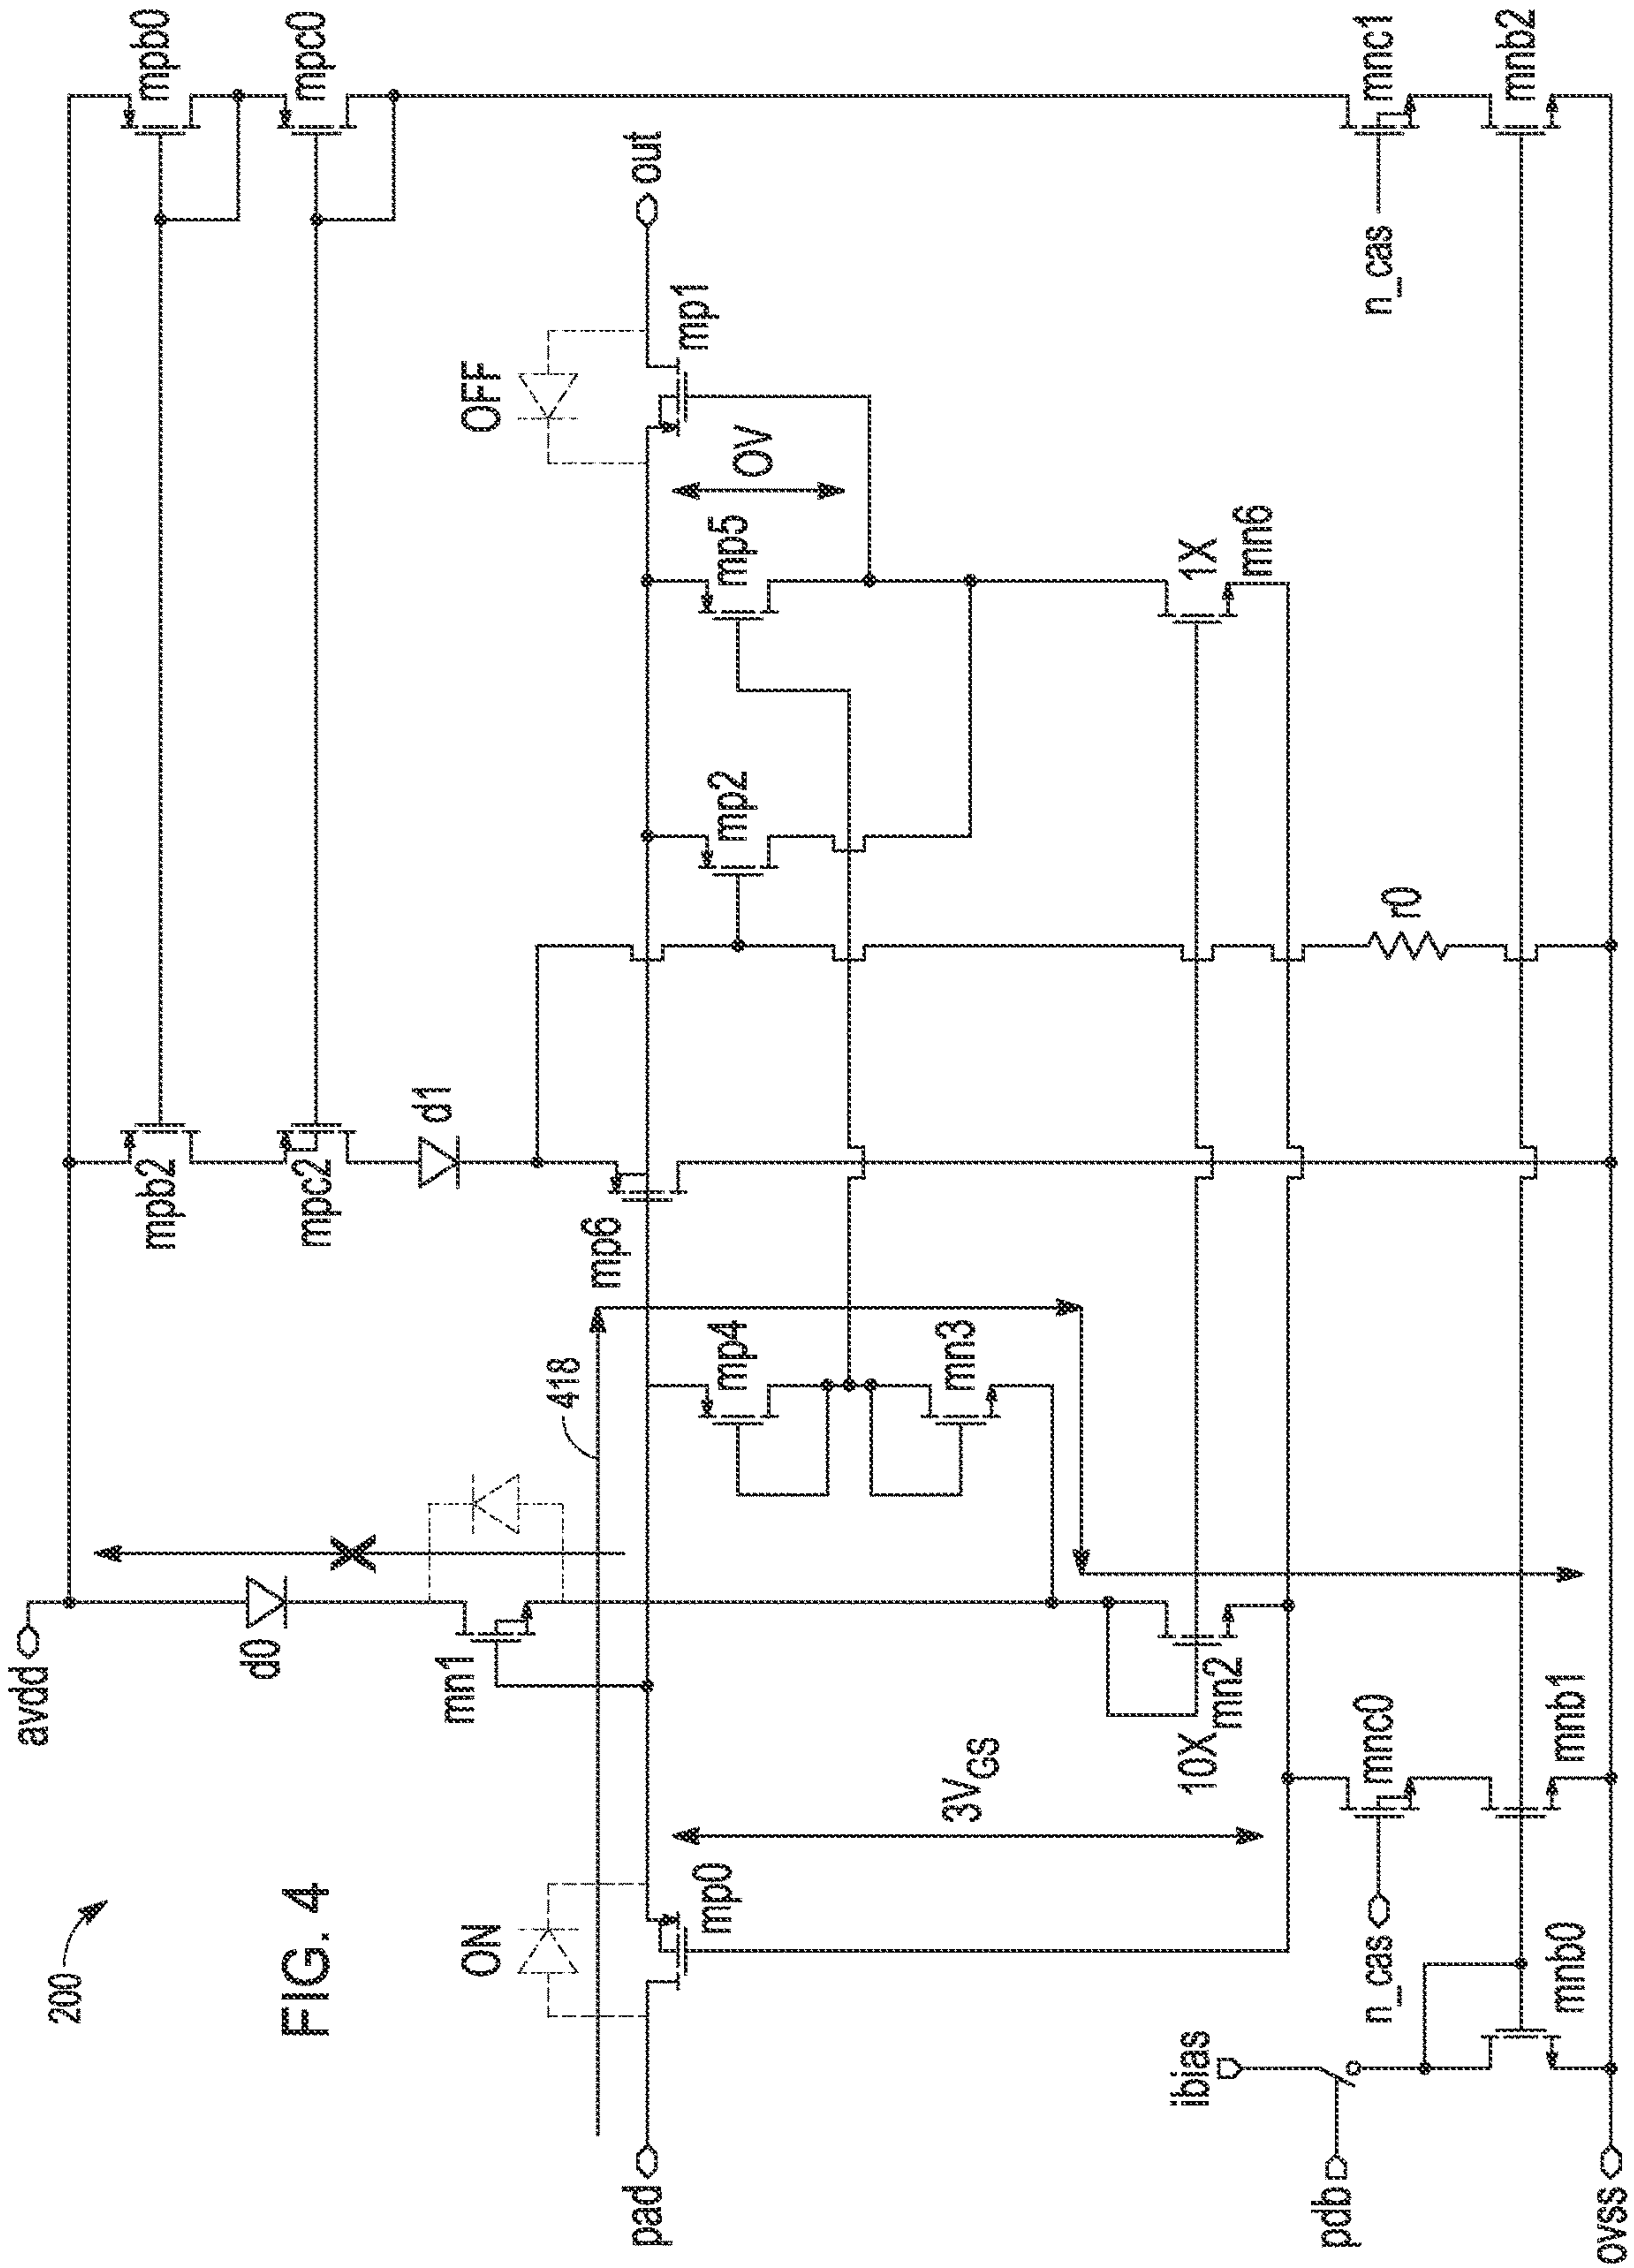 200
FIG. 4
avdd
d0
mn1
X
418
mpb2
mpc2
d1
mp6
mpb0
mpc0
pad
ON
mp0
3VGS
mp4
mn3
mp2
mp5
0V
OFF
mp1
out
10X
mn2
1X
mn6
r0
ibias
pdb
n_cas
mnc0
mnb0
mnb1
n_cas
mnc1
mnb2
ovss